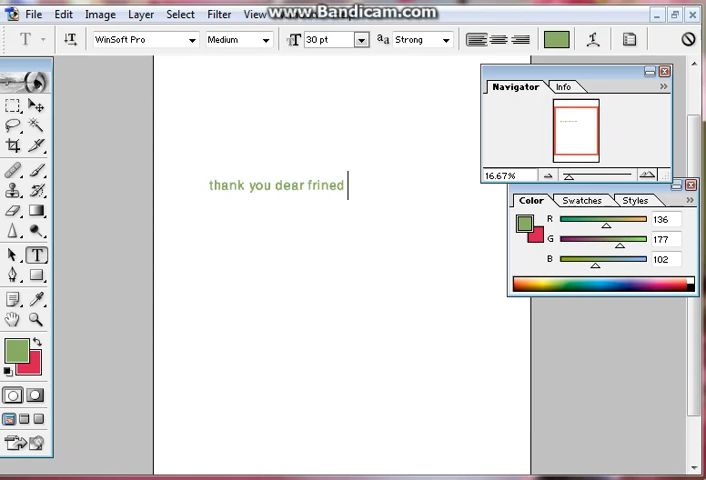 File Edit Image Layer Select Filter View www.Bandicam.com
WinSoft Pro Medium 30 pt Strong
Navigator Info
16.67%
thank you dear frined
Color Swatches Styles
R 136
G 177
B 102